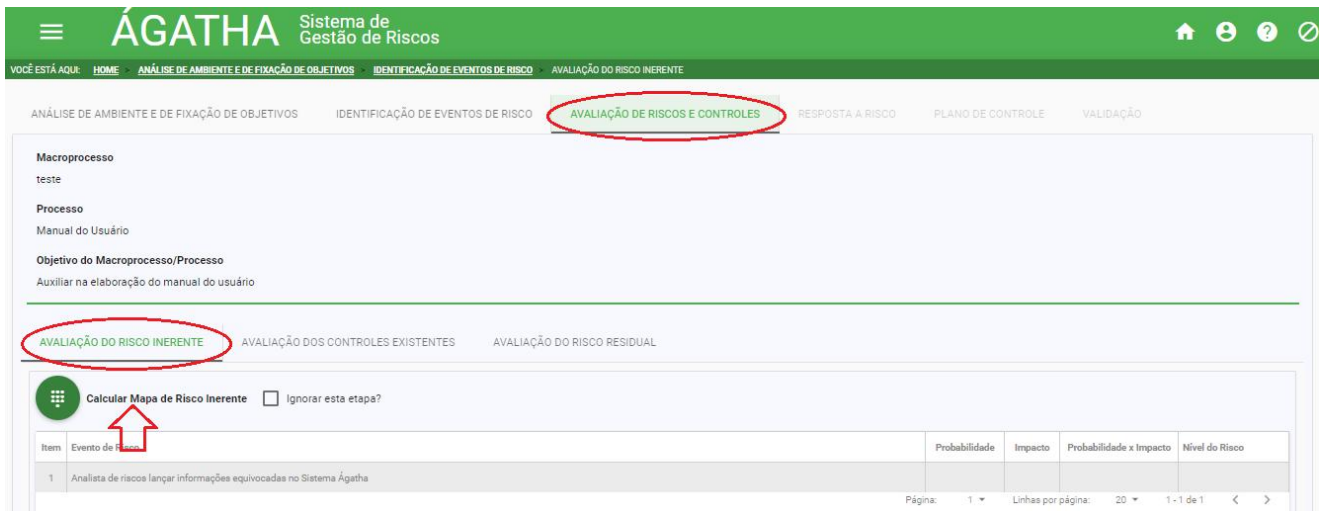 ÁGATHA Sistema de
Gestão de Riscos
VOCÊ ESTÁ AQUI: HOME ANÁLISE DE AMBIENTE E DE FIXAÇÃO DE OBJETIVOS IDENTIFICAÇÃO DE EVENTOS DE RISCO AVALIAÇÃO DO RISCO INERENTE
ANÁLISE DE AMBIENTE E DE FIXAÇÃO DE OBJETIVOS IDENTIFICAÇÃO DE EVENTOS DE RISCO AVALIAÇÃO DE RISCOS E CONTROLES RESPOSTA A RISCO PLANO DE CONTROLE VALIDAÇÃO
Macroprocesso
teste
Processo
Manual do Usuário
Objetivo do Macroprocesso/Processo
Auxiliar na elaboração do manual do usuário
AVALIAÇÃO DO RISCO INERENTE AVALIAÇÃO DOS CONTROLES EXISTENTES AVALIAÇÃO DO RISCO RESIDUAL
Calcular Mapa de Risco Inerente Ignorar esta etapa?
Item Evento de Risco Probabilidade Impacto Probabilidade x Impacto Nível do Risco
1 Analista de riscos lançar informações equivocadas no Sistema Ágatha
Página: 1 Linhas por página: 20 1 - 1 de 1 < >